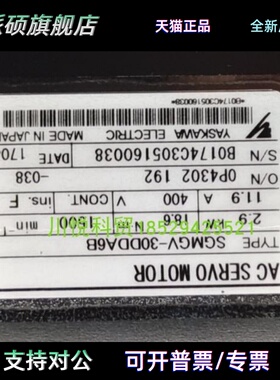 硕旗舰店 天猫正品
AC SERVO MOTOR
TYPE SGMGV-30DDA6B
2.9 18.6 1500 min⁻¹
11.9 A 400 V CONT. ins. F
O/N 0P4302 192 -038
S/N B0174C305160038 DATE 170
YASKAWA ELECTRIC MADE IN JAPAN
*B0174C305160038*
支持对公 可开普票/专票